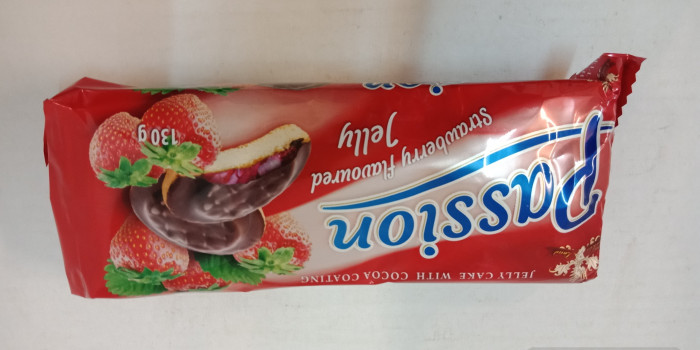 JELLY CAKE WITH COCOA COATING
Passion
Strawberry flavoured
Jelly
130 g